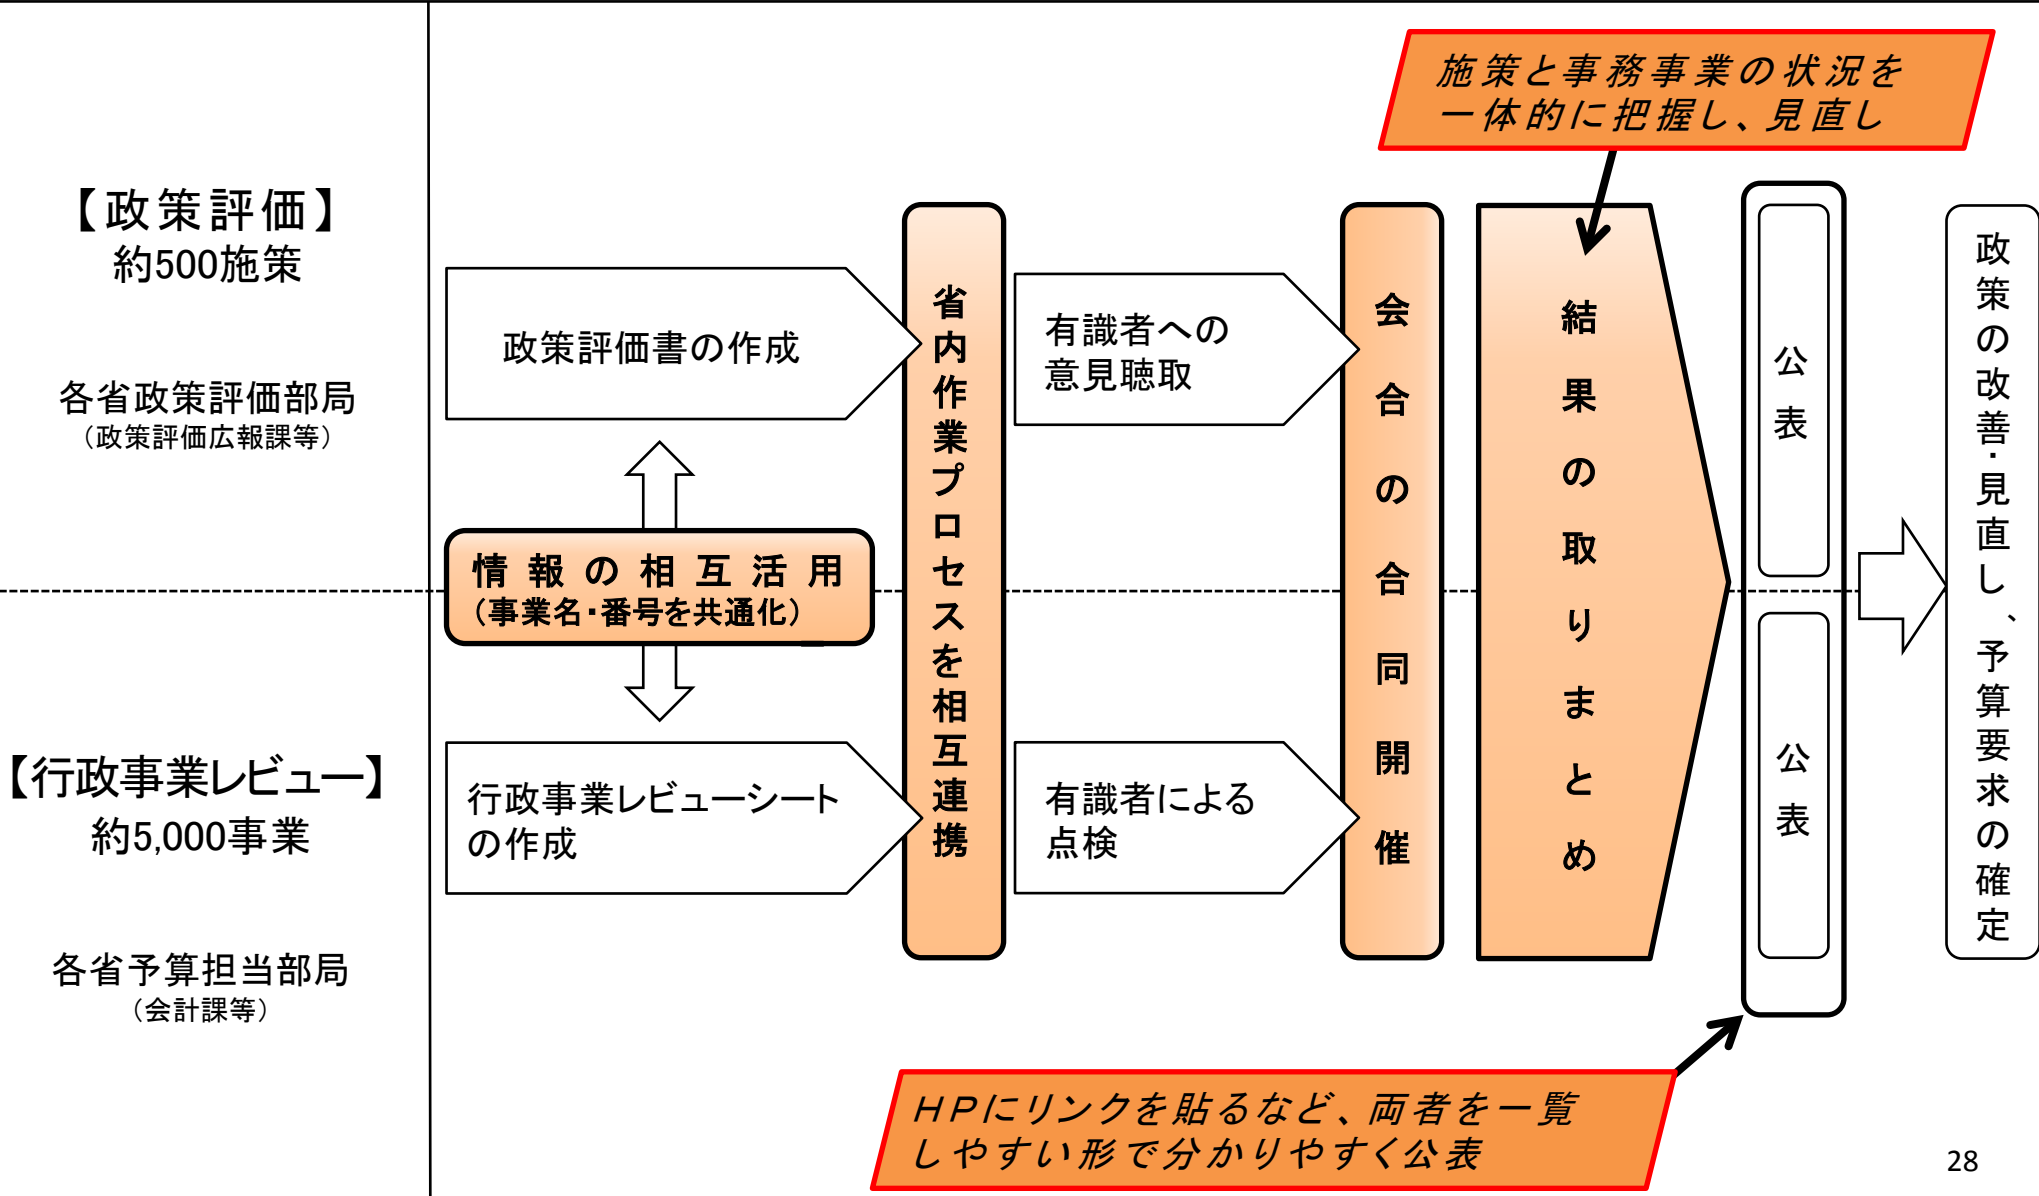 施策と事務事業の状況を
一体的に把握し、見直し
【政策評価】
約500施策
各省政策評価部局
（政策評価広報課等）
政策評価書の作成
情報の相互活用
（事業名・番号を共通化）
省内作業プロセスを相互連携
有識者への
意見聴取
会合の合同開催
結果の取りまとめ
公表
政策の改善・見直し、予算要求の確定
【行政事業レビュー】
約5,000事業
各省予算担当部局
（会計課等）
行政事業レビューシート
の作成
有識者による
点検
公表
HPにリンクを貼るなど、両者を一覧
しやすい形で分かりやすく公表
28